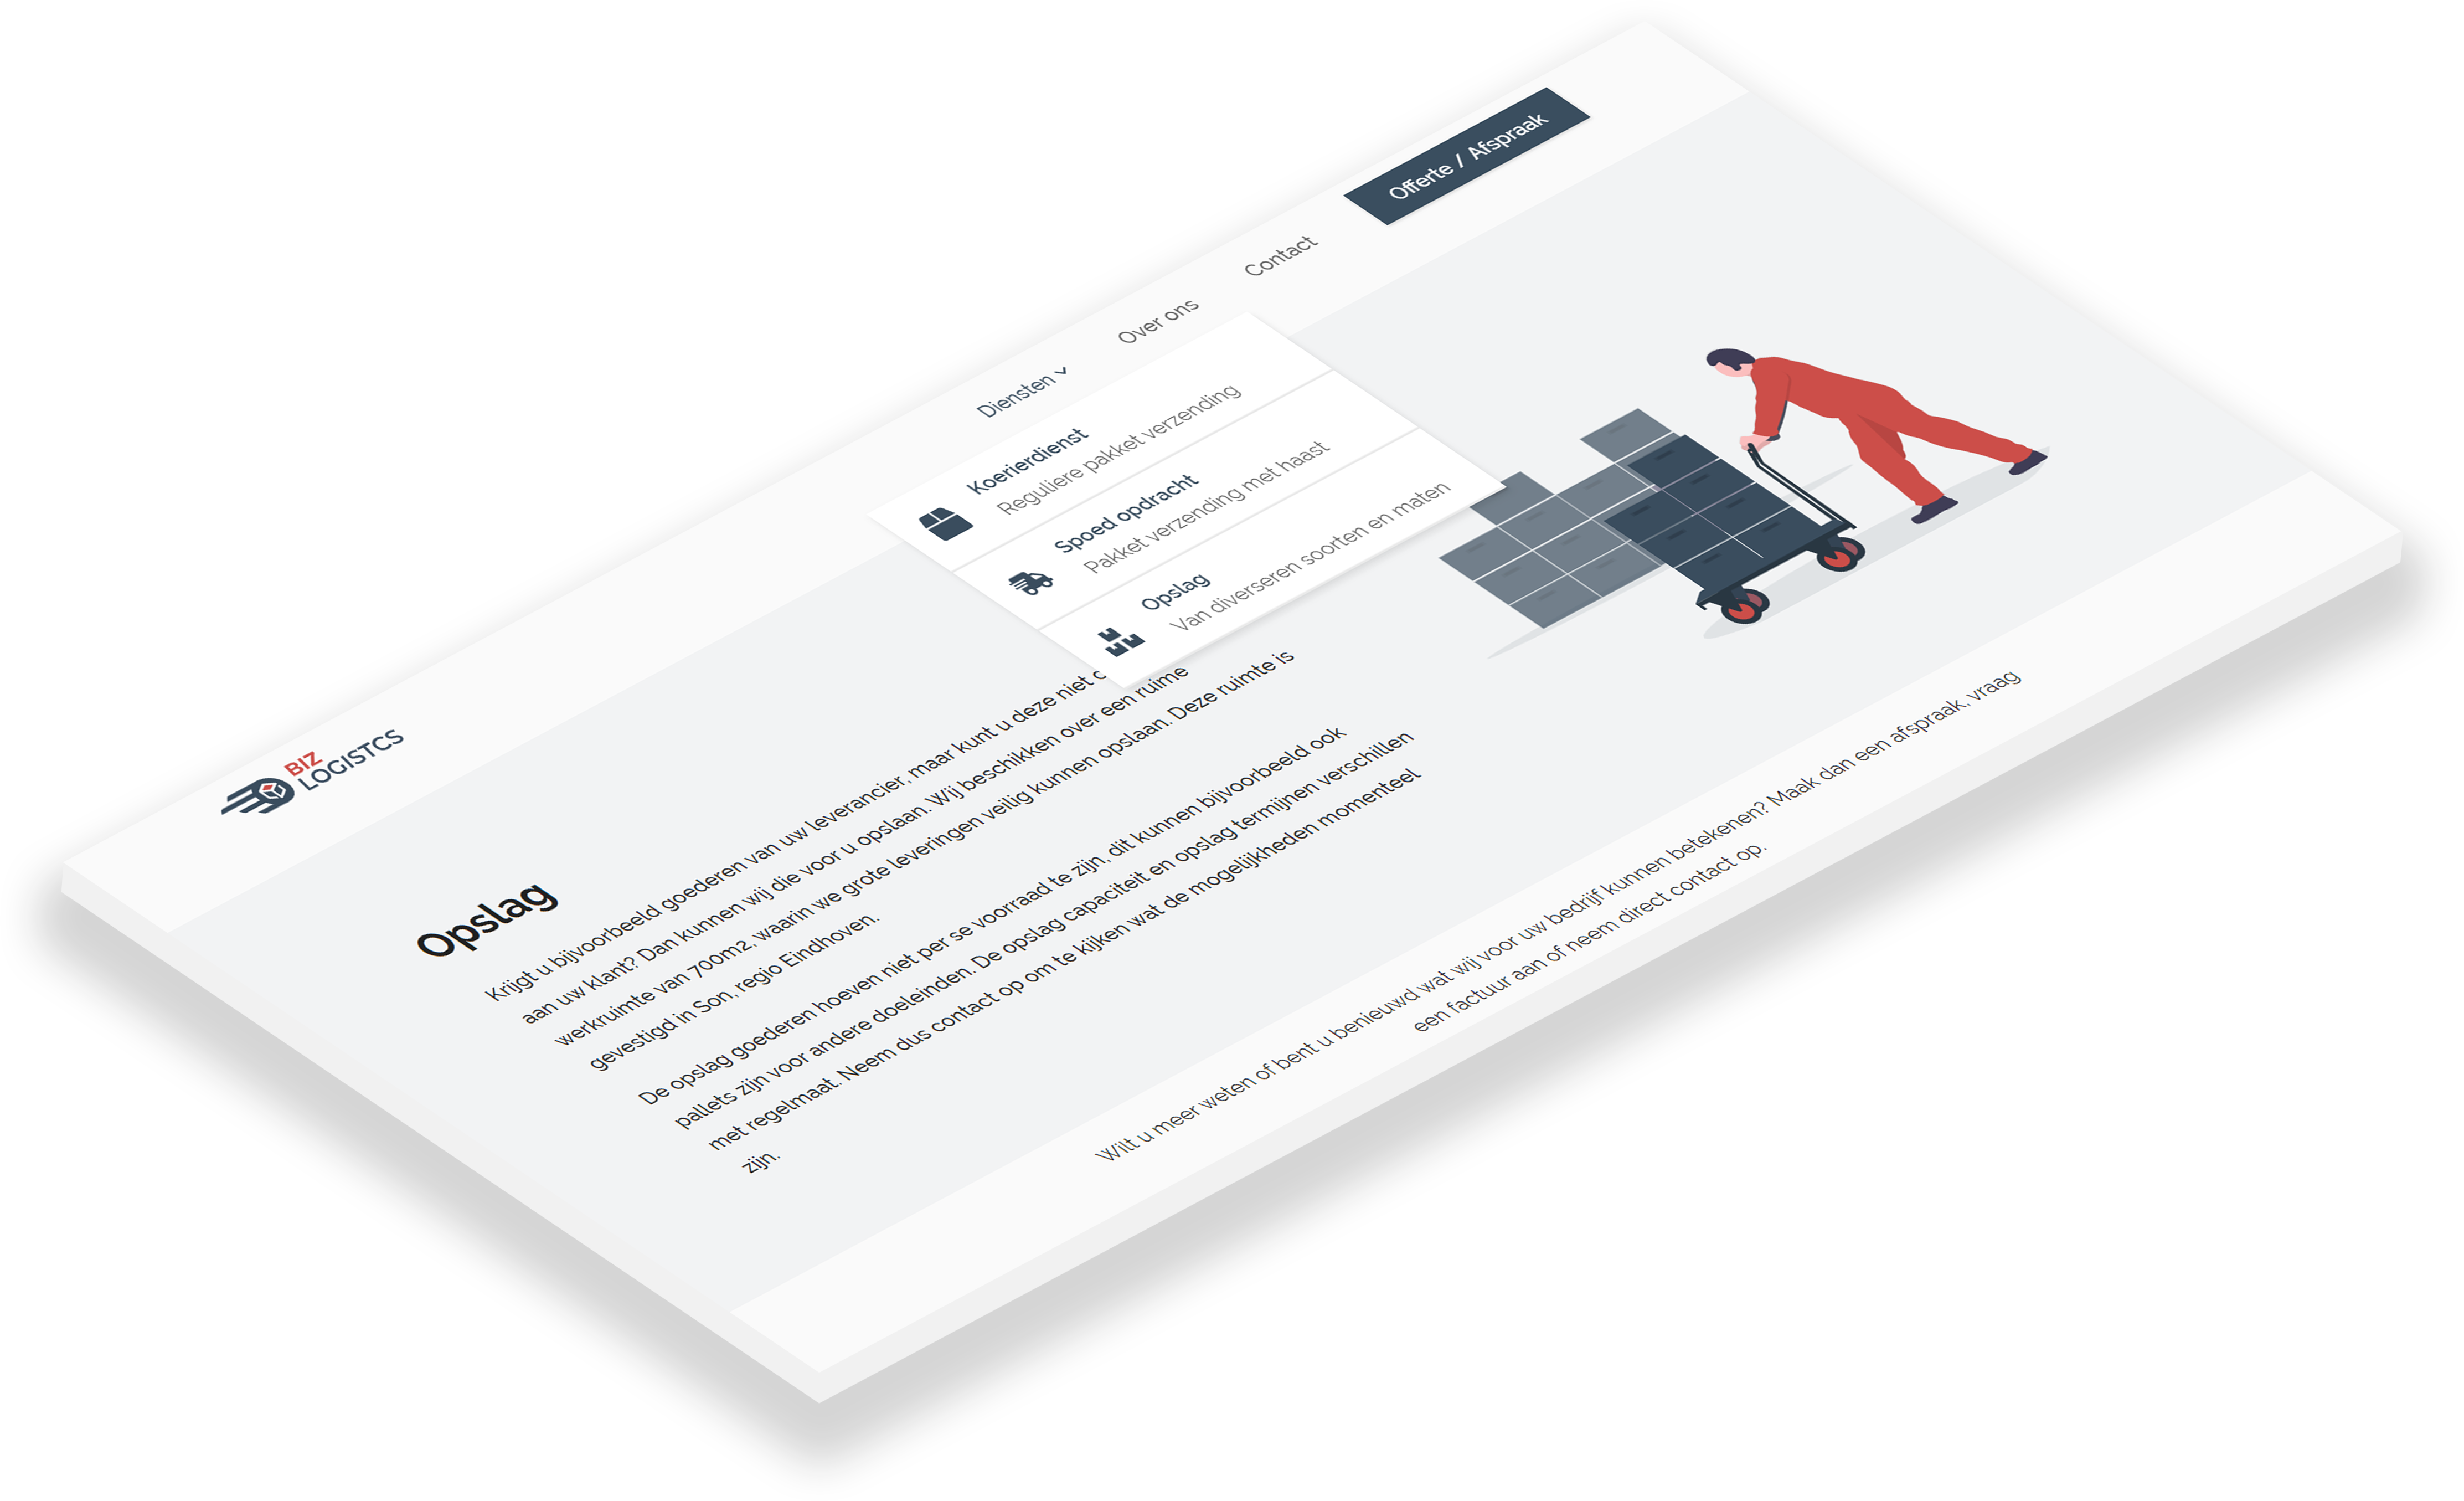 BIZ
LOGISTCS
Diensten
Over ons
Contact
Offerte / Afspraak
Koerierdienst
Reguliere pakket verzending
Spoed opdracht
Pakket verzending met haast
Opslag
Van diverseren soorten en maten
Opslag
Krijgt u bijvoorbeeld goederen van uw leverancier, maar kunt u deze niet
aan uw klant? Dan kunnen wij die voor u opslaan. Wij beschikken over een ruime
werkruimte van 700m2, waarin we grote leveringen veilig kunnen opslaan. Deze ruimte is
gevestigd in Son, regio Eindhoven.
De opslag goederen hoeven niet per se voorraad te zijn, dit kunnen bijvoorbeeld ook
pallets zijn voor andere doeleinden. De opslag capaciteit en opslag termijnen verschillen
met regelmaat. Neem dus contact op om te kijken wat de mogelijkheden momenteel
zijn.
Wilt u meer weten of bent u benieuwd wat wij voor uw bedrijf kunnen betekenen? Maak dan een afspraak, vraag
een factuur aan of neem direct contact op.